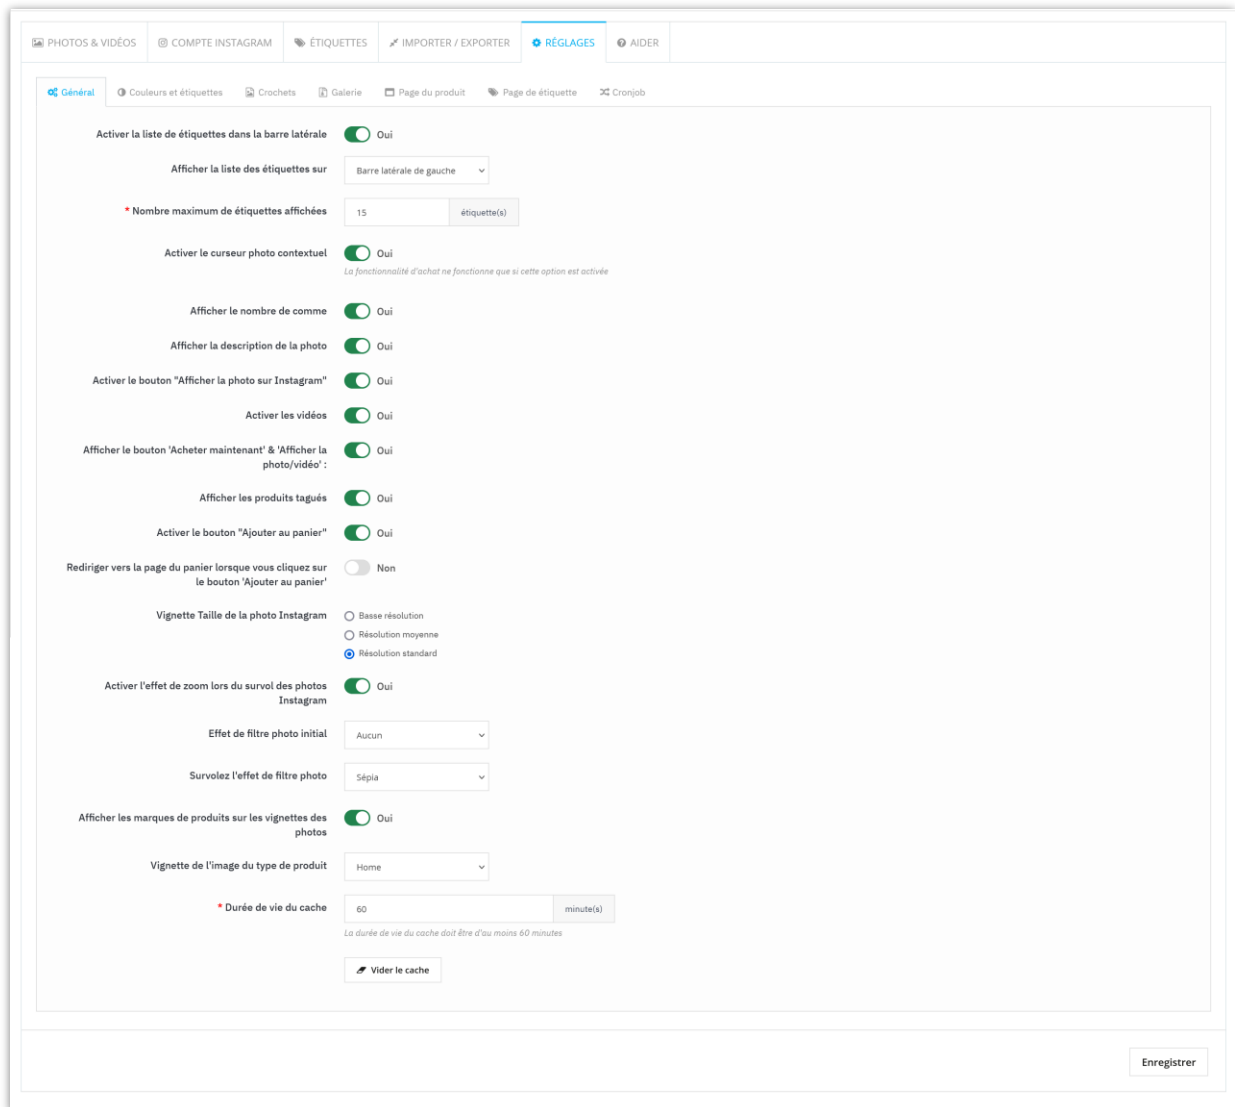 PHOTOS & VIDÉOS COMPTE INSTAGRAM ÉTIQUETTES IMPORTER / EXPORTER RÉGLAGES AIDER
Général Couleurs et étiquettes Crochets Galerie Page du produit Page de étiquette Cronjob
Activer la liste de étiquettes dans la barre latérale Oui
Afficher la liste des étiquettes sur Barre latérale de gauche
* Nombre maximum de étiquettes affichées 15 étiquette(s)
Activer le curseur photo contextuel Oui
La fonctionnalité d'achat ne fonctionne que si cette option est activée
Afficher le nombre de comme Oui
Afficher la description de la photo Oui
Activer le bouton "Afficher la photo sur Instagram" Oui
Activer les vidéos Oui
Afficher le bouton 'Acheter maintenant' & 'Afficher la Oui
photo/vidéo' :
Afficher les produits tagués Oui
Activer le bouton "Ajouter au panier" Oui
Rediriger vers la page du panier lorsque vous cliquez sur Non
le bouton 'Ajouter au panier'
Vignette Taille de la photo Instagram Basse résolution
Résolution moyenne
Résolution standard
Activer l'effet de zoom lors du survol des photos Oui
Instagram
Effet de filtre photo initial Aucun
Survolez l'effet de filtre photo Sépia
Afficher les marques de produits sur les vignettes des Oui
photos
Vignette de l'image du type de produit Home
* Durée de vie du cache 60 minute(s)
La durée de vie du cache doit être d'au moins 60 minutes
Vider le cache
Enregistrer